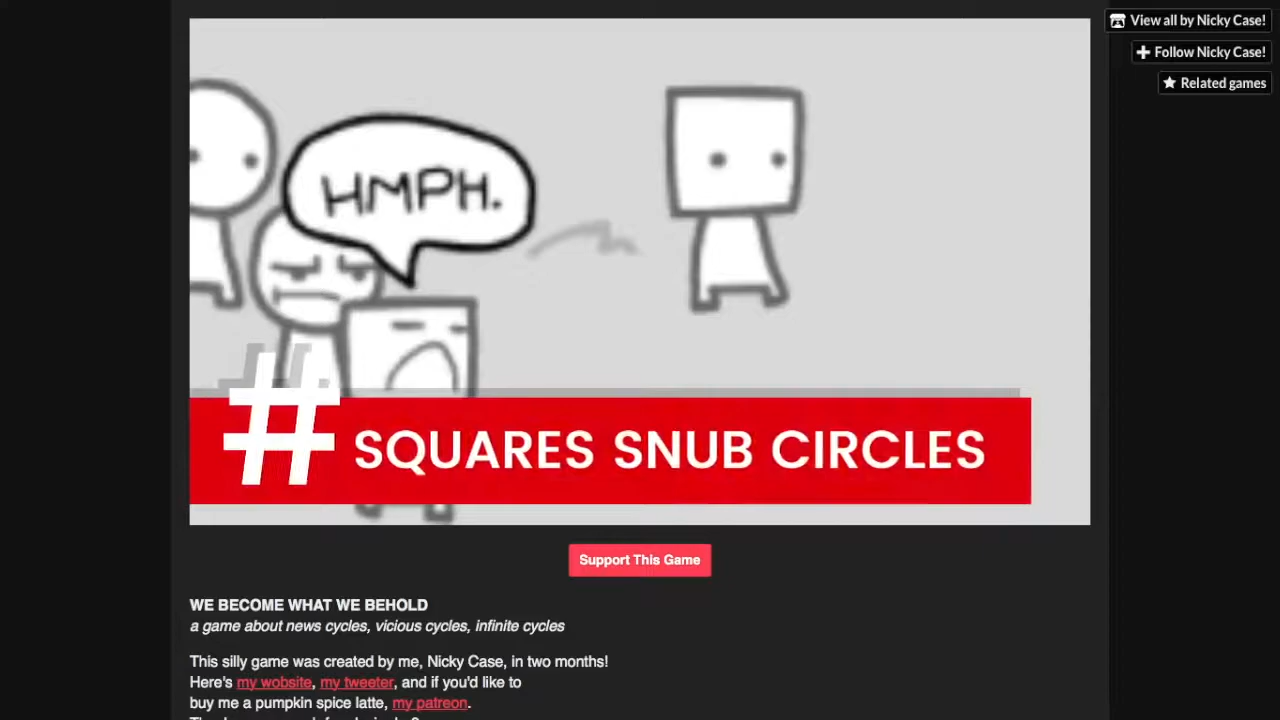 View all by Nicky Case!
Follow Nicky Case!
Related games
HMPH.
# SQUARES SNUB CIRCLES
Support This Game
WE BECOME WHAT WE BEHOLD
a game about news cycles, vicious cycles, infinite cycles
This silly game was created by me, Nicky Case, in two months!
Here's my wobsite, my tweeter, and if you'd like to
buy me a pumpkin spice latte, my patreon.